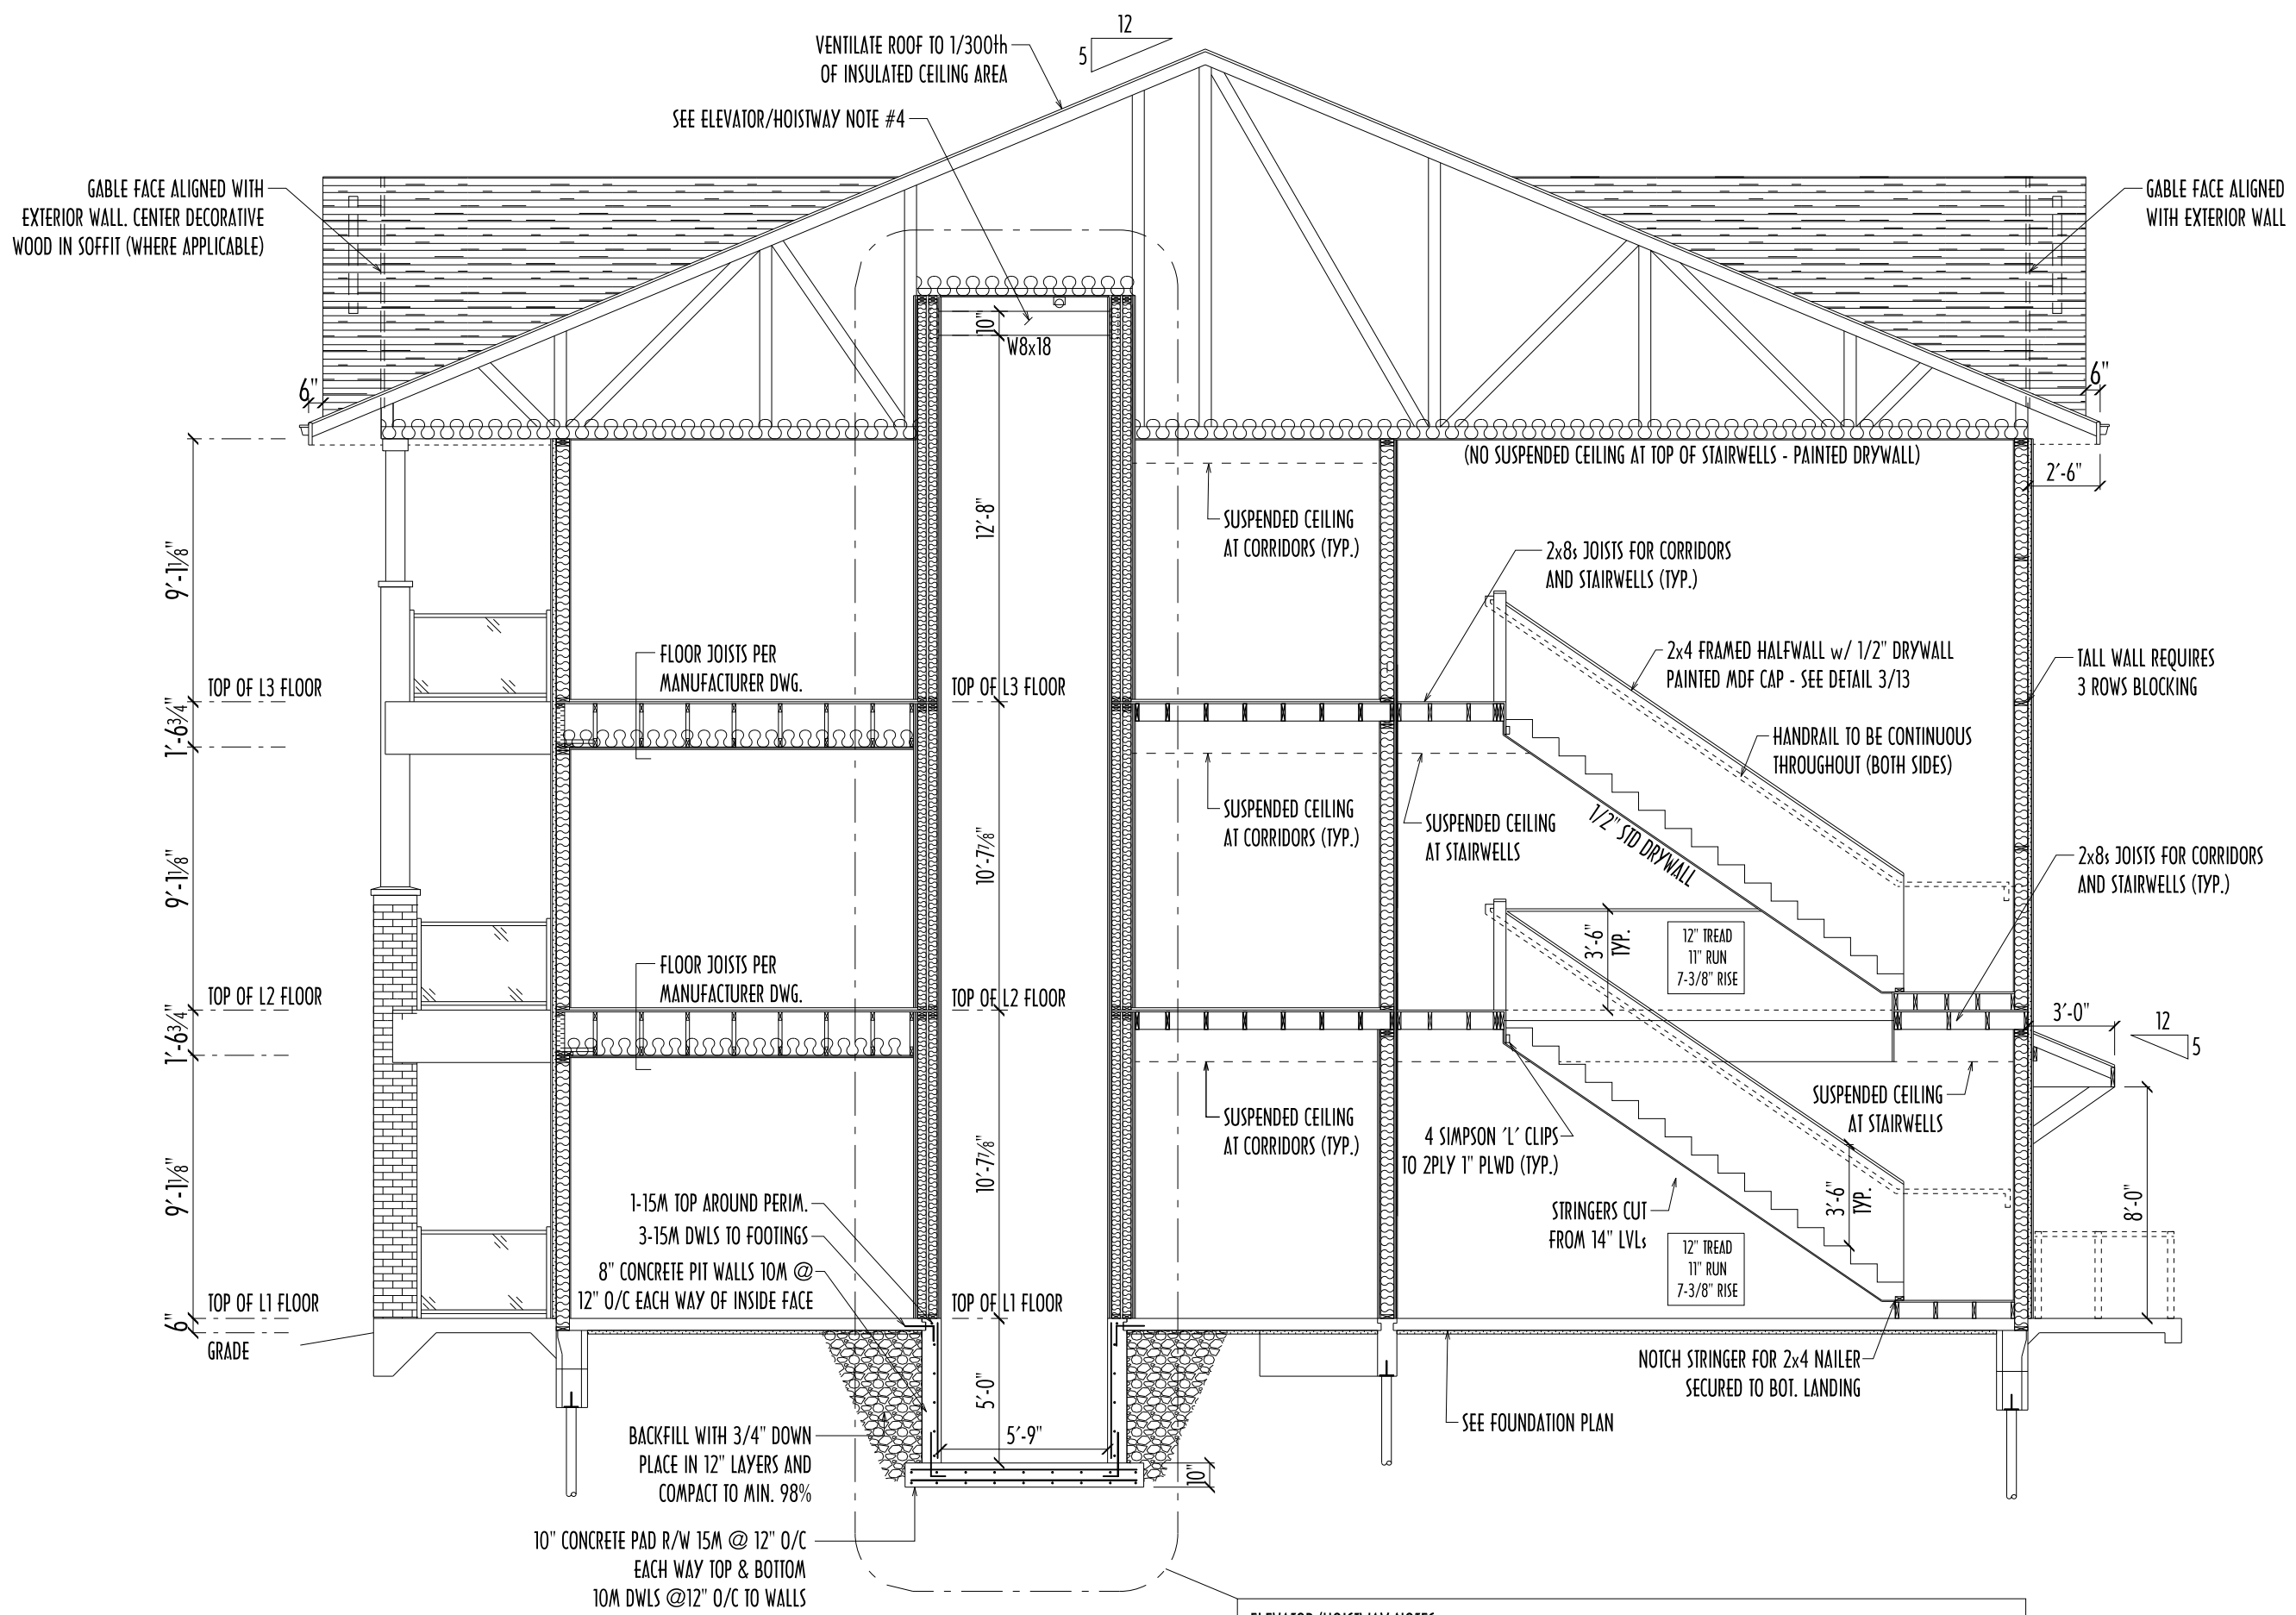 12
5
VENTILATE ROOF TO 1/300th
OF INSULATED CEILING AREA
SEE ELEVATOR/HOISTWAY NOTE #4
GABLE FACE ALIGNED WITH
EXTERIOR WALL. CENTER DECORATIVE
WOOD IN SOFFIT (WHERE APPLICABLE)
GABLE FACE ALIGNED
WITH EXTERIOR WALL
10"
W8x18
6"
6"
(NO SUSPENDED CEILING AT TOP OF STAIRWELLS - PAINTED DRYWALL)
2'-6"
12'-8"
SUSPENDED CEILING
AT CORRIDORS (TYP.)
9'-1 1/8"
2x8s JOISTS FOR CORRIDORS
AND STAIRWELLS (TYP.)
FLOOR JOISTS PER
MANUFACTURER DWG.
2x4 FRAMED HALFWALL w/ 1/2" DRYWALL
PAINTED MDF CAP - SEE DETAIL 3/13
TALL WALL REQUIRES
3 ROWS BLOCKING
TOP OF L3 FLOOR
TOP OF L3 FLOOR
1'-6 3/4"
HANDRAIL TO BE CONTINUOUS
THROUGHOUT (BOTH SIDES)
SUSPENDED CEILING
AT CORRIDORS (TYP.)
SUSPENDED CEILING
AT STAIRWELLS
1/2" STD DRYWALL
9'-1 1/8"
10'-7 7/8"
2x8s JOISTS FOR CORRIDORS
AND STAIRWELLS (TYP.)
3'-6"
TYP.
12" TREAD
11" RUN
7-3/8" RISE
FLOOR JOISTS PER
MANUFACTURER DWG.
TOP OF L2 FLOOR
TOP OF L2 FLOOR
1'-6 3/4"
3'-0"
12
5
SUSPENDED CEILING
AT STAIRWELLS
SUSPENDED CEILING
AT CORRIDORS (TYP.)
4 SIMPSON 'L' CLIPS
TO 2PLY 1" PLWD (TYP.)
9'-1 1/8"
10'-7 7/8"
3'-6"
TYP.
8'-0"
STRINGERS CUT
FROM 14" LVLs
12" TREAD
11" RUN
7-3/8" RISE
1-15M TOP AROUND PERIM.
3-15M DWLS TO FOOTINGS
8" CONCRETE PIT WALLS 10M @
12" O/C EACH WAY OF INSIDE FACE
TOP OF L1 FLOOR
TOP OF L1 FLOOR
6"
GRADE
NOTCH STRINGER FOR 2x4 NAILER
SECURED TO BOT. LANDING
5'-0"
SEE FOUNDATION PLAN
5'-9"
10"
BACKFILL WITH 3/4" DOWN
PLACE IN 12" LAYERS AND
COMPACT TO MIN. 98%
10" CONCRETE PAD R/W 15M @ 12" O/C
EACH WAY TOP & BOTTOM
10M DWLS @12" O/C TO WALLS
ELEVATOR/HOISTWAY NOTES